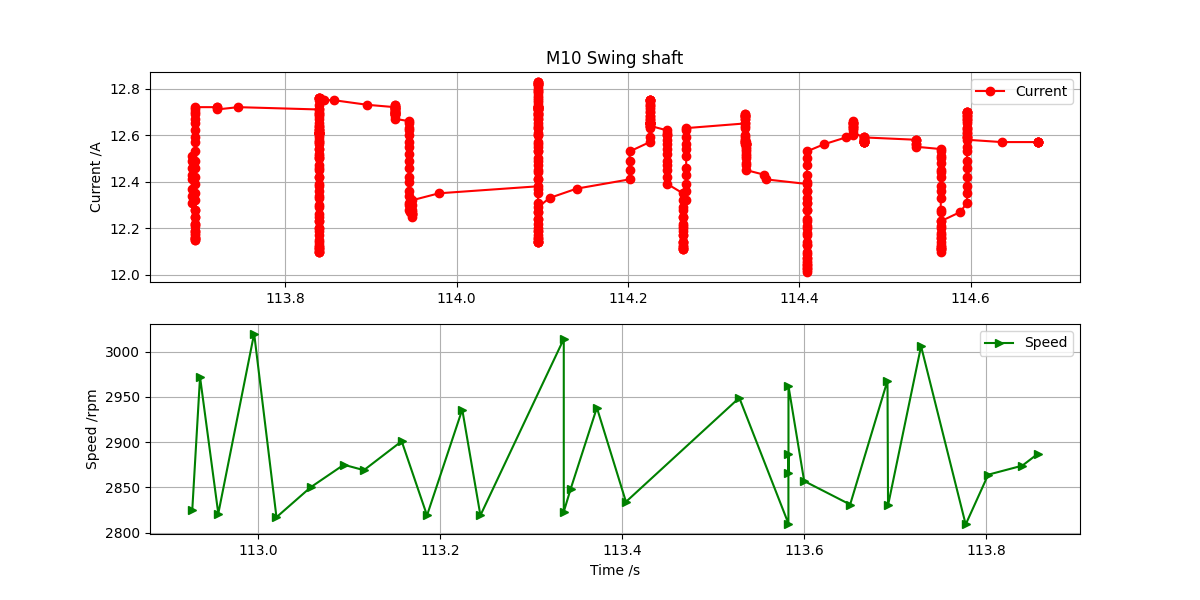 M10 Swing shaft
Current /A
12.8
12.6
12.4
12.2
12.0
Current
113.8 114.0 114.2 114.4 114.6
Speed /rpm
3000
2950
2900
2850
2800
Speed
113.0 113.2 113.4 113.6 113.8
Time /s